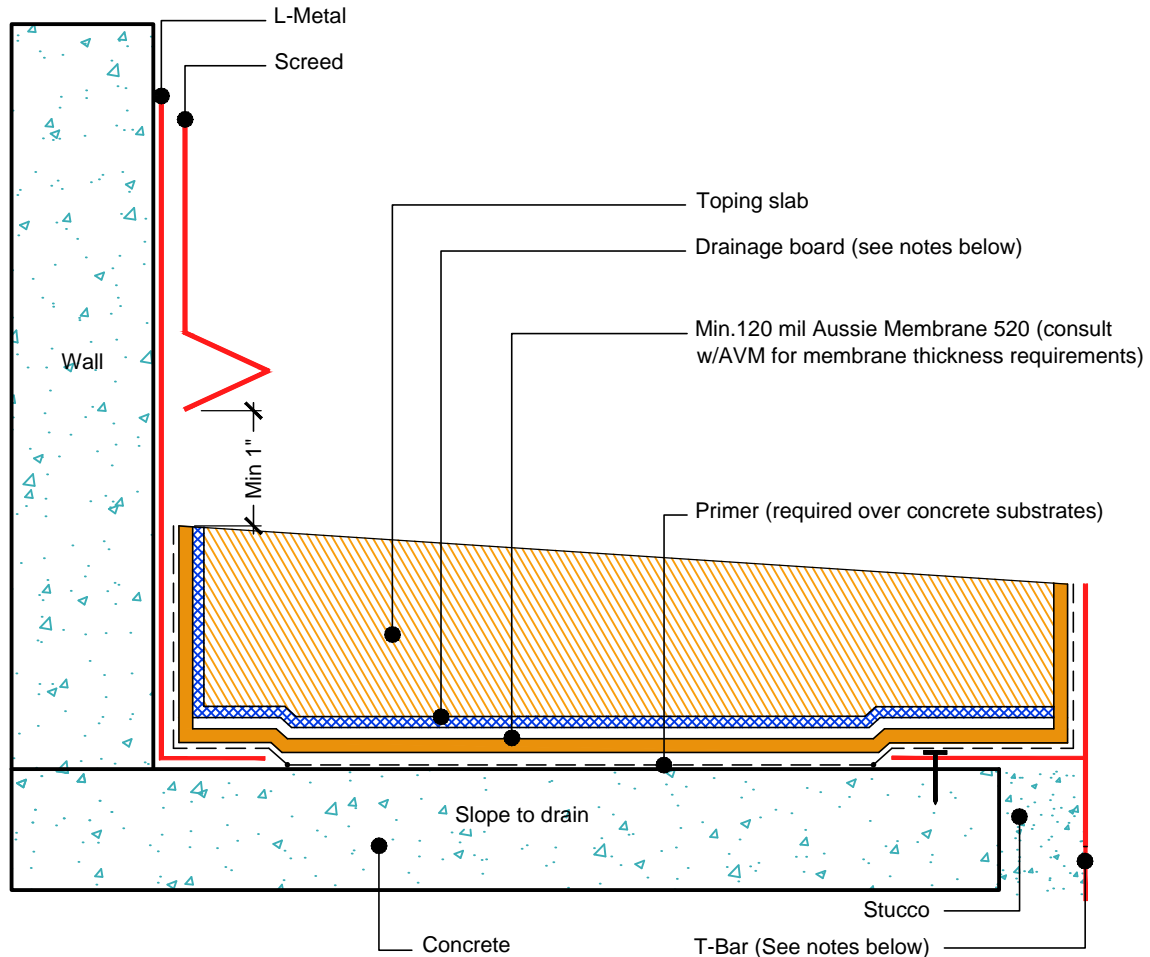 L-Metal
Screed
Toping slab
Drainage board (see notes below)
Wall
Min.120 mil Aussie Membrane 520 (consult
w/AVM for membrane thickness requirements)
Min 1"
Primer (required over concrete substrates)
Slope to drain
Stucco
Concrete
T-Bar (See notes below)